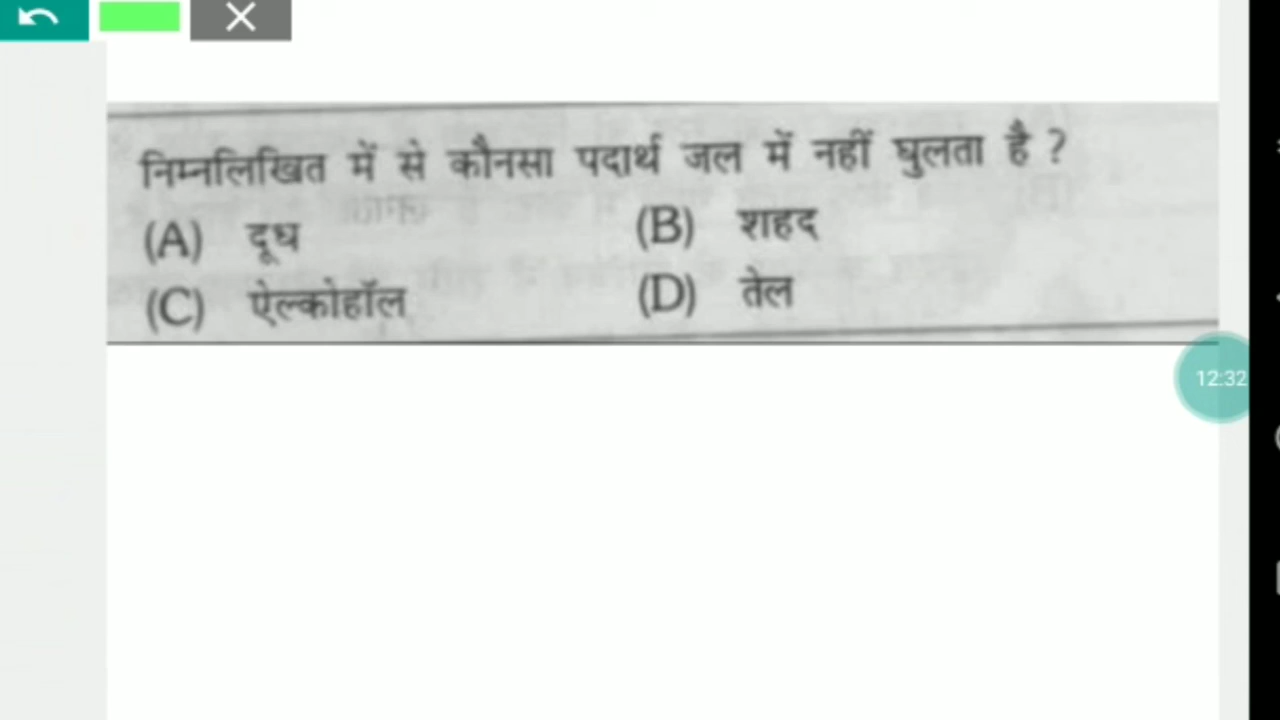 निम्नलिखित में से कौनसा पदार्थ जल में नहीं घुलता है ?
(A) दूध (B) शहद
(C) ऐल्कोहॉल (D) तेल
12:32